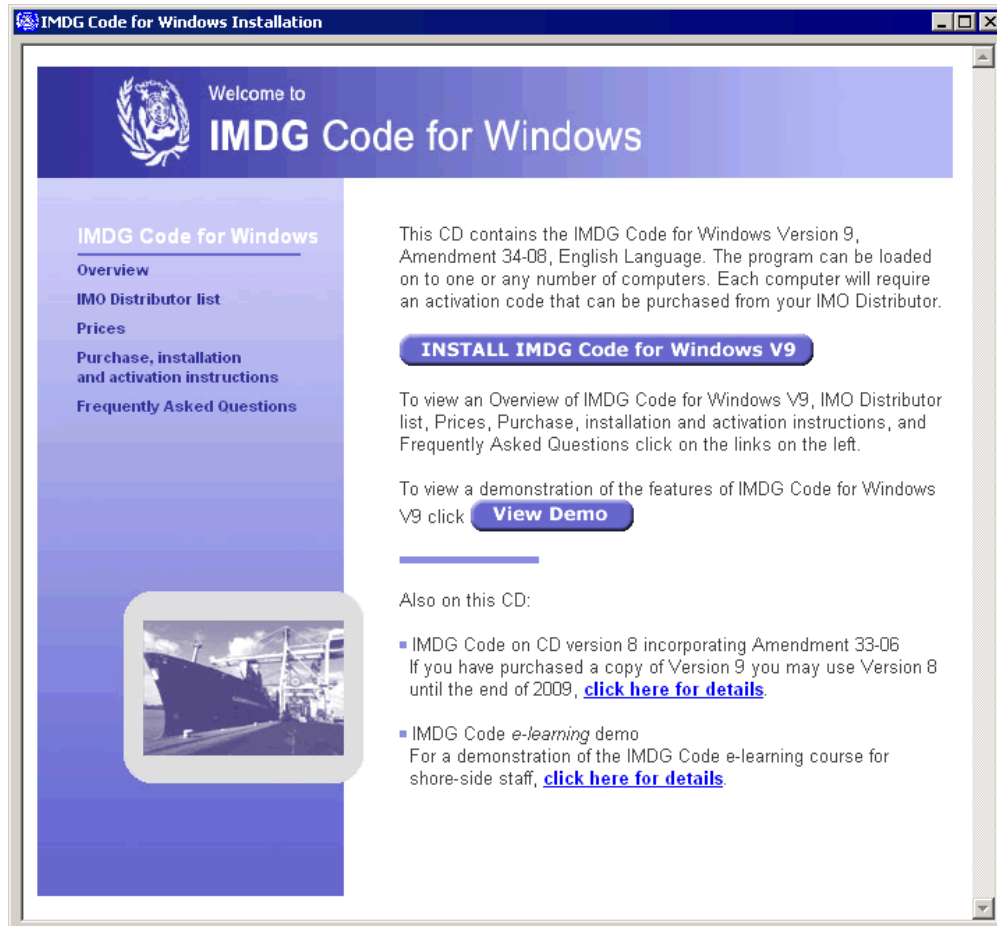 IMDG Code for Windows Installation
Welcome to
IMDG Code for Windows
IMDG Code for Windows
Overview
IMO Distributor list
Prices
Purchase, installation
and activation instructions
Frequently Asked Questions
This CD contains the IMDG Code for Windows Version 9,
Amendment 34-08, English Language. The program can be loaded
on to one or any number of computers. Each computer will require
an activation code that can be purchased from your IMO Distributor.
INSTALL IMDG Code for Windows V9
To view an Overview of IMDG Code for Windows V9, IMO Distributor
list, Prices, Purchase, installation and activation instructions, and
Frequently Asked Questions click on the links on the left.
To view a demonstration of the features of IMDG Code for Windows
V9 click View Demo
Also on this CD:
IMDG Code on CD version 8 incorporating Amendment 33-06
If you have purchased a copy of Version 9 you may use Version 8
until the end of 2009, click here for details.
IMDG Code e-learning demo
For a demonstration of the IMDG Code e-learning course for
shore-side staff, click here for details.